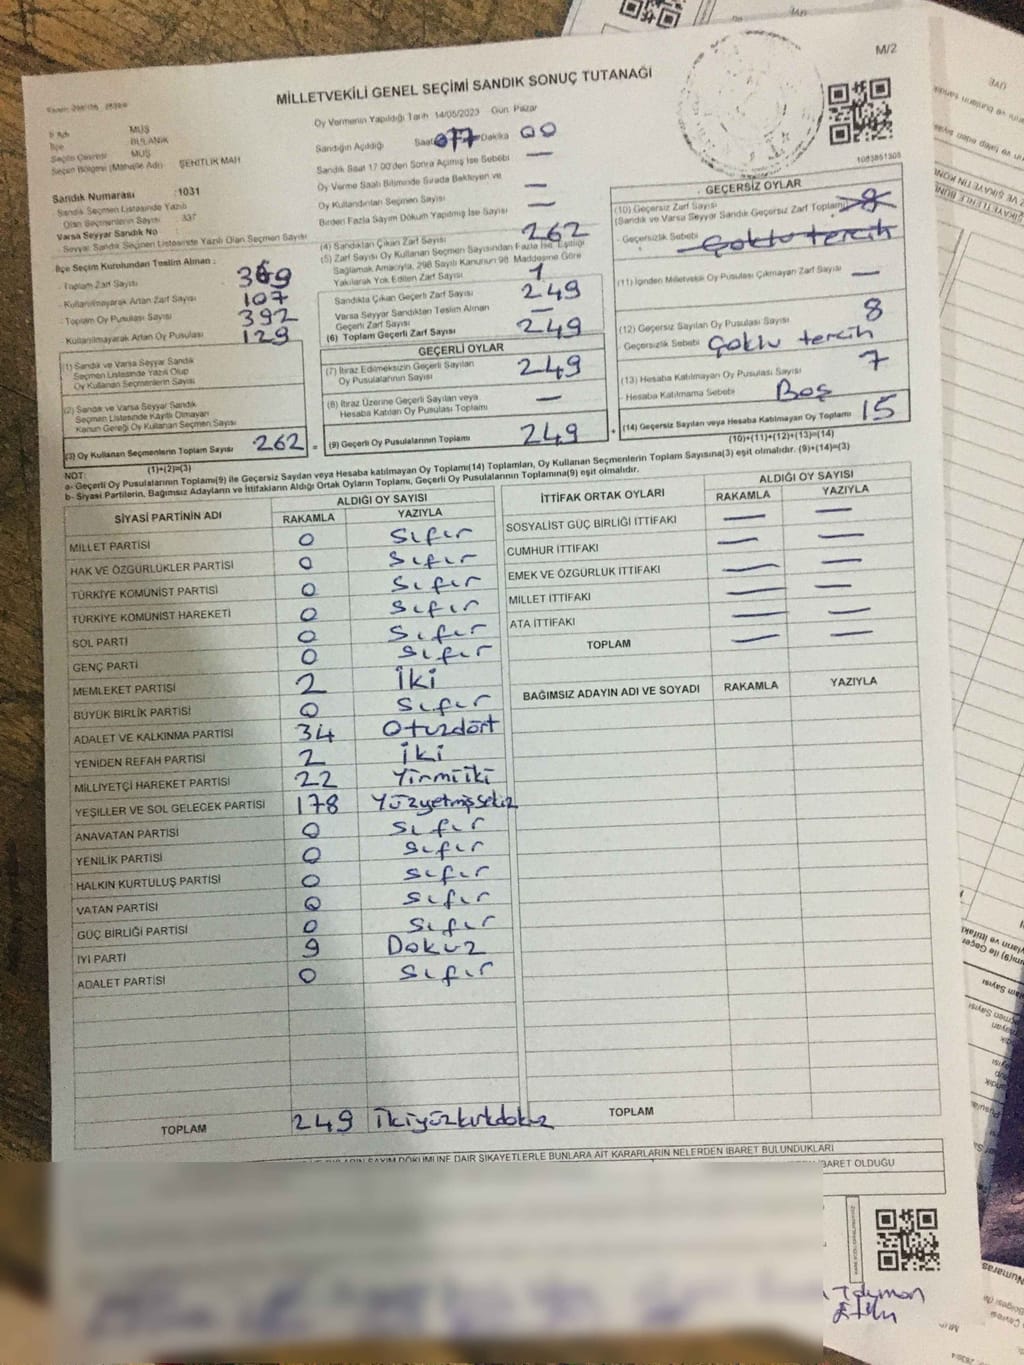 M/2
MİLLETVEKİLİ GENEL SEÇİMİ SANDIK SONUÇ TUTANAĞI
İl Adı MUŞ
İlçe BULANIK
Seçim Çevresi MUŞ
Seçim Bölgesi (Mahalle Adı) ŞEHİTLİK MAH
Sandık Numarası : 1031
Sandık Seçmen Listesinde Yazılı
Olan Seçmenlerin Sayısı 337
Varsa Seyyar Sandık No
Seyyar Sandık Seçmen Listesinde Yazılı Olan Seçmen Sayısı
İlçe Seçim Kurulundan Teslim Alınan :
- Toplam Zarf Sayısı 369
- Kullanılmayarak Artan Zarf Sayısı 107
- Toplam Oy Pusulası Sayısı 392
- Kullanılmayarak Artan Oy Pusulası 129
(1) Sandık ve Varsa Seyyar Sandık
Seçmen Listesinde Yazılı Olup
Oy Kullanan Seçmenlerin Sayısı
(2) Sandık ve Varsa Seyyar Sandık
Seçmen Listesinde Kayıtlı Olmayan
Kanun Gereği Oy Kullanan Seçmen Sayısı
(3) Oy Kullanan Seçmenlerin Toplam Sayısı 262 =
(1)+(2)=(3)
Oy Vermenin Yapıldığı Tarih 14/05/2023 Gün Pazar
Sandığın Açıldığı Saat Dakika 00
Sandık Saat 17 00'den Sonra Açılmış İse Sebebi —
Oy Verme Saati Bitiminde Sırada Bekleyen ve
Oy Kullandırılan Seçmen Sayısı —
Birden Fazla Sayım Döküm Yapılmış İse Sayısı —
(4) Sandıktan Çıkan Zarf Sayısı 262
(5) Zarf Sayısı Oy Kullanan Seçmen Sayısından Fazla İse, Eşitliği
Sağlamak Amacıyla, 298 Sayılı Kanunun 98. Maddesine Göre
Yakılarak Yok Edilen Zarf Sayısı 1
Sandıkta Çıkan Geçerli Zarf Sayısı 249
Varsa Seyyar Sandıktan Teslim Alınan
Geçerli Zarf Sayısı —
(6) Toplam Geçerli Zarf Sayısı 249
GEÇERLİ OYLAR
(7) İtiraz Edilmeksizin Geçerli Sayılan
Oy Pusulalarının Sayısı 249
(8) İtiraz Üzerine Geçerli Sayılan veya
Hesaba Katılan Oy Pusulası Toplamı —
(9) Geçerli Oy Pusulalarının Toplamı 249 +
1083851308
GEÇERSİZ OYLAR
(10) Geçersiz Zarf Sayısı
(Sandık ve Varsa Seyyar Sandık Geçersiz Zarf Toplamı) 8
- Geçersizlik Sebebi Çoklu tercih
(11) İçinden Milletvekili Oy Pusulası Çıkmayan Zarf Sayısı —
(12) Geçersiz Sayılan Oy Pusulası Sayısı 8
- Geçersizlik Sebebi Çoklu tercih
(13) Hesaba Katılmayan Oy Pusulası Sayısı 7
- Hesaba Katılmama Sebebi Boş
(14) Geçersiz Sayılan veya Hesaba Katılmayan Oy Toplamı 15
(10)+(11)+(12)+(13)=(14)
NOT:
a- Geçerli Oy Pusulalarının Toplamı(9) ile Geçersiz Sayılan veya Hesaba katılmayan Oy Toplamı(14) Toplamları, Oy Kullanan Seçmenlerin Toplam Sayısına(3) eşit olmalıdır. (9)+(14)=(3)
b- Siyasi Partilerin, Bağımsız Adayların ve İttifakların Aldığı Ortak Oyların Toplamı, Geçerli Oy Pusulalarının Toplamına(9) eşit olmalıdır.
SİYASİ PARTİNİN ADI ALDIĞI OY SAYISI
RAKAMLA YAZIYLA
MİLLET PARTİSİ 0 Sıfır
HAK VE ÖZGÜRLÜKLER PARTİSİ 0 Sıfır
TÜRKİYE KOMÜNİST PARTİSİ 0 Sıfır
TÜRKİYE KOMÜNİST HAREKETİ 0 Sıfır
SOL PARTİ 0 Sıfır
GENÇ PARTİ 0 Sıfır
MEMLEKET PARTİSİ 2 İki
BÜYÜK BİRLİK PARTİSİ 0 Sıfır
ADALET VE KALKINMA PARTİSİ 34 Otuzdört
YENİDEN REFAH PARTİSİ 2 İki
MİLLİYETÇİ HAREKET PARTİSİ 22 Yirmiiki
YEŞİLLER VE SOL GELECEK PARTİSİ 178 Yüzyetmişsekiz
ANAVATAN PARTİSİ 0 Sıfır
YENİLİK PARTİSİ 0 Sıfır
HALKIN KURTULUŞ PARTİSİ 0 Sıfır
VATAN PARTİSİ 0 Sıfır
GÜÇ BİRLİĞİ PARTİSİ 0 Sıfır
İYİ PARTİ 9 Dokuz
ADALET PARTİSİ 0 Sıfır
TOPLAM 249 İkiyüzkırkdokuz
İTTİFAK ORTAK OYLARI ALDIĞI OY SAYISI
RAKAMLA YAZIYLA
SOSYALİST GÜÇ BİRLİĞİ İTTİFAKI — —
CUMHUR İTTİFAKI — —
EMEK VE ÖZGÜRLÜK İTTİFAKI — —
MİLLET İTTİFAKI — —
ATA İTTİFAKI — —
TOPLAM — —
BAĞIMSIZ ADAYIN ADI VE SOYADI RAKAMLA YAZIYLA
TOPLAM
SAYIM DÖKÜMÜNE DAİR ŞİKAYETLERLE BUNLARA AİT KARARLARIN NELERDEN İBARET BULUNDUKLARI
İBARET OLDUĞU